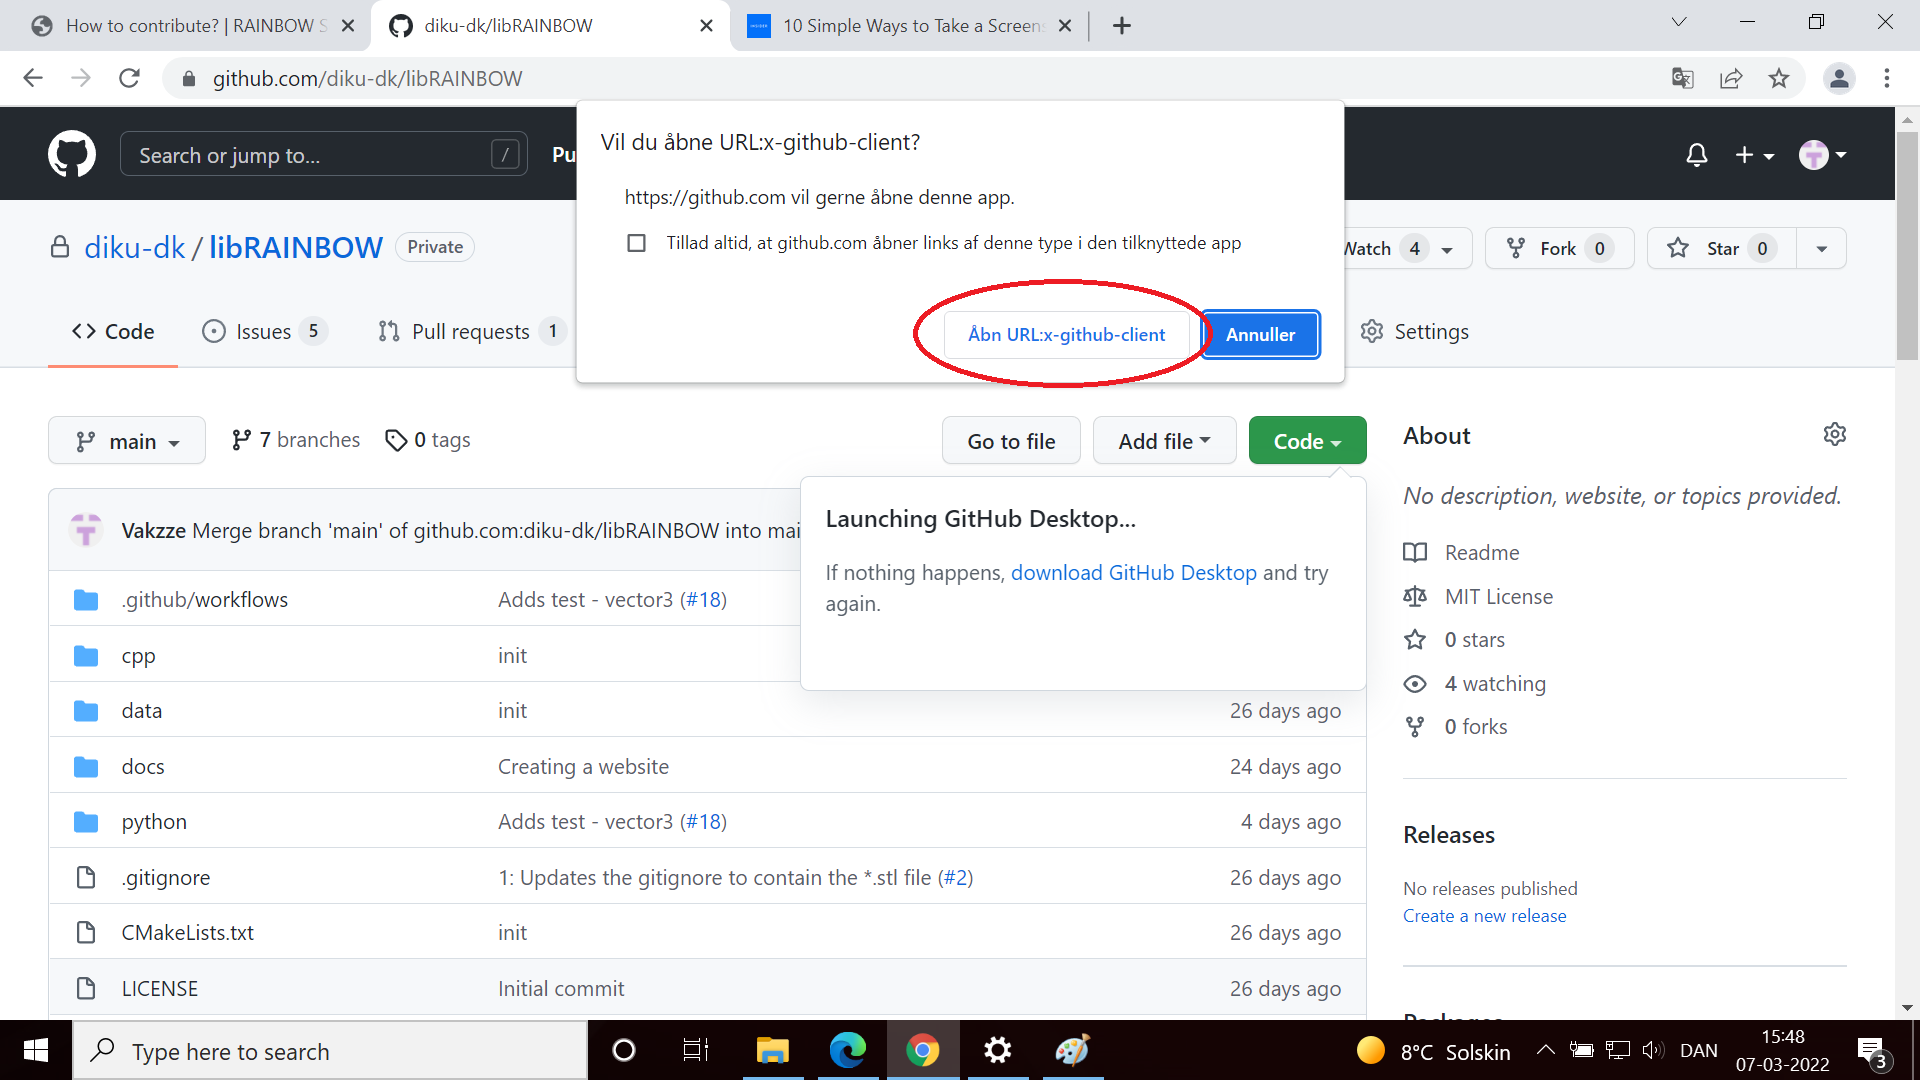 How to contribute? | RAINBOW S
diku-dk/libRAINBOW
10 Simple Ways to Take a Screens
github.com/diku-dk/libRAINBOW
Search or jump to...
/
Pu
Vil du åbne URL:x-github-client?
https://github.com vil gerne åbne denne app.
Tillad altid, at github.com åbner links af denne type i den tilknyttede app
Åbn URL:x-github-client
Annuller
diku-dk / libRAINBOW
Private
Watch 4
Fork 0
Star 0
Code
Issues 5
Pull requests 1
Settings
main
7 branches
0 tags
Go to file
Add file
Code
Launching GitHub Desktop...
If nothing happens, download GitHub Desktop and try
again.
Vakzze Merge branch 'main' of github.com:diku-dk/libRAINBOW into mai
.github/workflows
Adds test - vector3 (#18)
cpp
init
data
init
26 days ago
docs
Creating a website
24 days ago
python
Adds test - vector3 (#18)
4 days ago
.gitignore
1: Updates the gitignore to contain the *.stl file (#2)
26 days ago
CMakeLists.txt
init
26 days ago
LICENSE
Initial commit
26 days ago
About
No description, website, or topics provided.
Readme
MIT License
0 stars
4 watching
0 forks
Releases
No releases published
Create a new release
Packages
Type here to search
8°C Solskin
DAN
15:48
07-03-2022
3